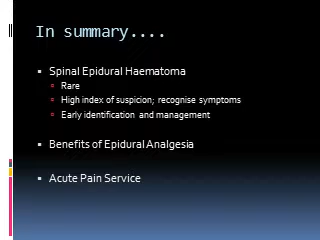 In summary....
Spinal Epidural Haematoma
Rare
High index of suspicion; recognise symptoms
Early identification and management
Benefits of Epidural Analgesia
Acute Pain Service